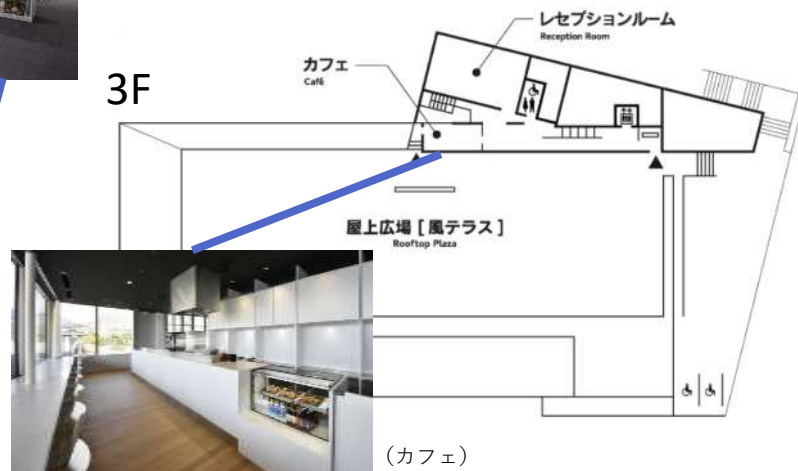 レセプションルーム
Reception Room
カフェ
Café
3F
屋上広場 [ 風テラス ]
Rooftop Plaza
(カフェ)